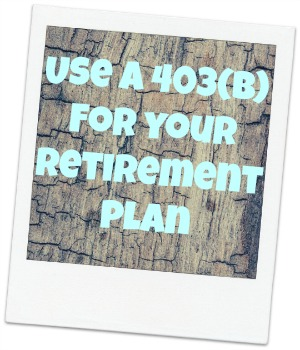 Use A 403(B)
For Your
Retirement
Plan